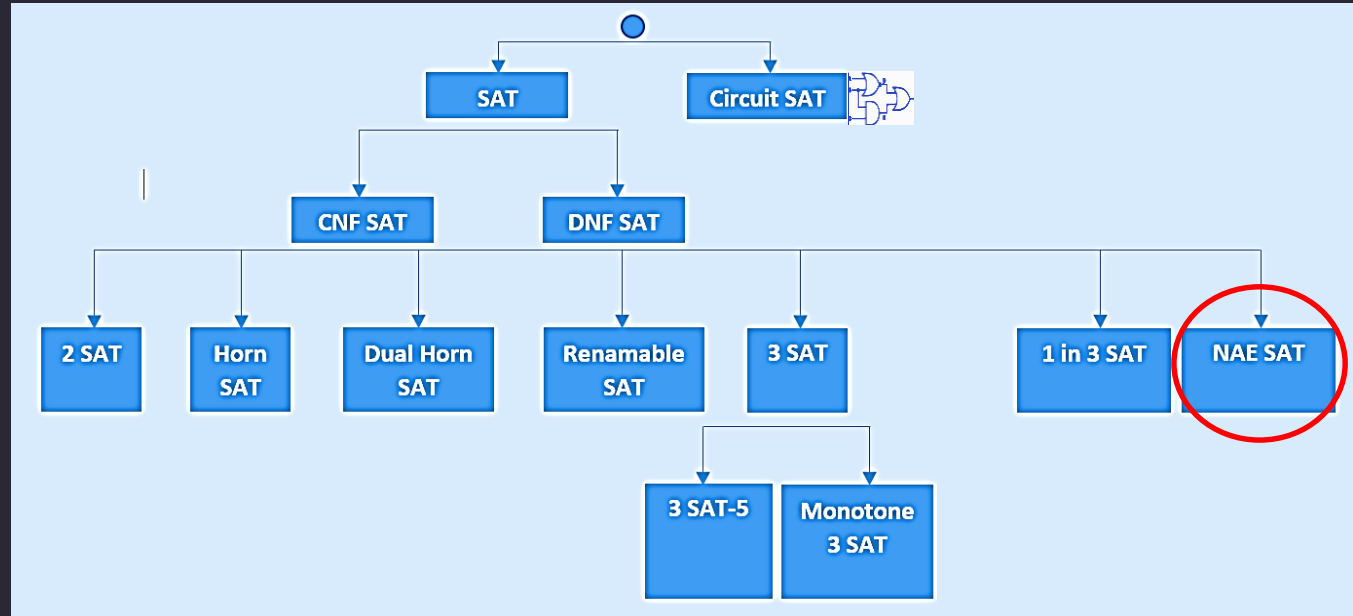 SAT
Circuit SAT
CNF SAT
DNF SAT
2 SAT
Horn
SAT
Dual Horn
SAT
Renamable
SAT
3 SAT
1 in 3 SAT
NAE SAT
3 SAT-5
Monotone
3 SAT